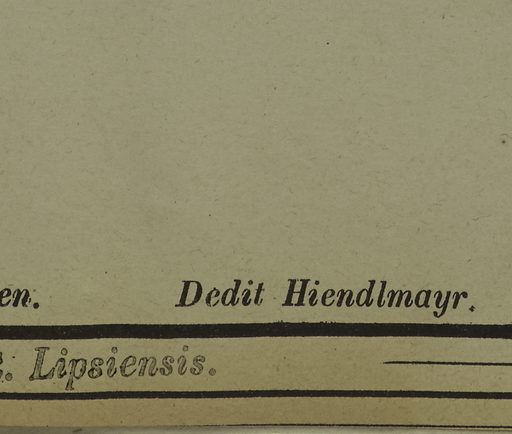 en. Dedit Hiendlmayr.
Lipsiensis.